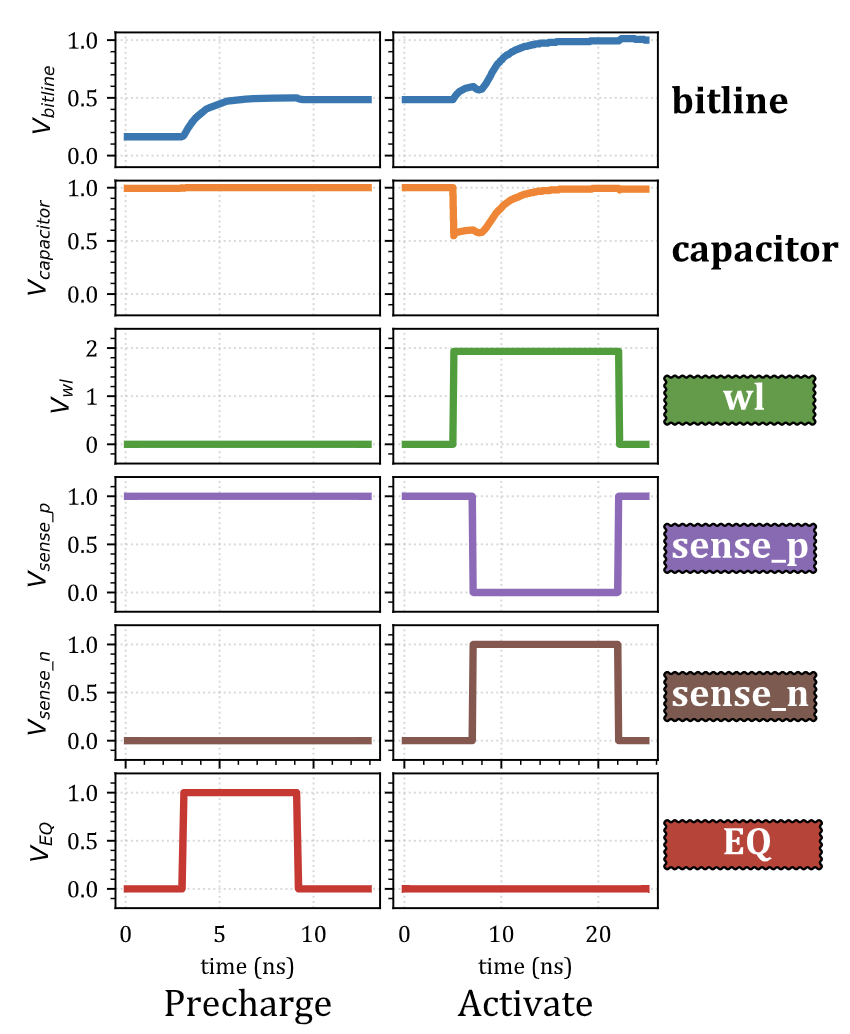 1.0
0.5
0.0
V_bitline
bitline
1.0
0.5
0.0
V_capacitor
capacitor
2
1
0
V_wl
wl
1.0
0.5
0.0
V_sense_p
sense_p
1.0
0.5
0.0
V_sense_n
sense_n
1.0
0.5
0.0
V_EQ
EQ
0 5 10
0 10 20
time (ns)
time (ns)
Precharge
Activate